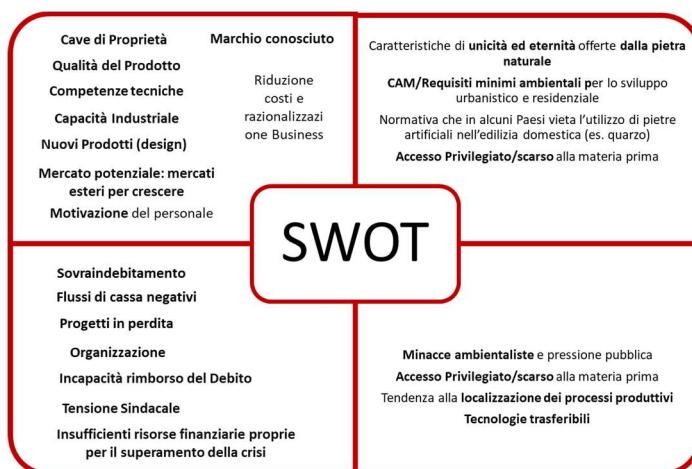 Cave di Proprietà
Qualità del Prodotto
Competenze tecniche
Capacità Industriale
Nuovi Prodotti (design)
Mercato potenziale: mercati
esteri per crescere
Motivazione del personale
Marchio conosciuto
Riduzione
costi e
razionalizzazi
one Business
Caratteristiche di unicità ed eternità offerte dalla pietra
naturale
CAM/Requisiti minimi ambientali per lo sviluppo
urbanistico e residenziale
Normativa che in alcuni Paesi vieta l'utilizzo di pietre
artificiali nell'edilizia domestica (es. quarzo)
Accesso Privilegiato/scarso alla materia prima
SWOT
Sovraindebitamento
Flussi di cassa negativi
Progetti in perdita
Organizzazione
Incapacità rimborso del Debito
Tensione Sindacale
Insufficienti risorse finanziarie proprie
per il superamento della crisi
Minacce ambientaliste e pressione pubblica
Accesso Privilegiato/scarso alla materia prima
Tendenza alla localizzazione dei processi produttivi
Tecnologie trasferibili